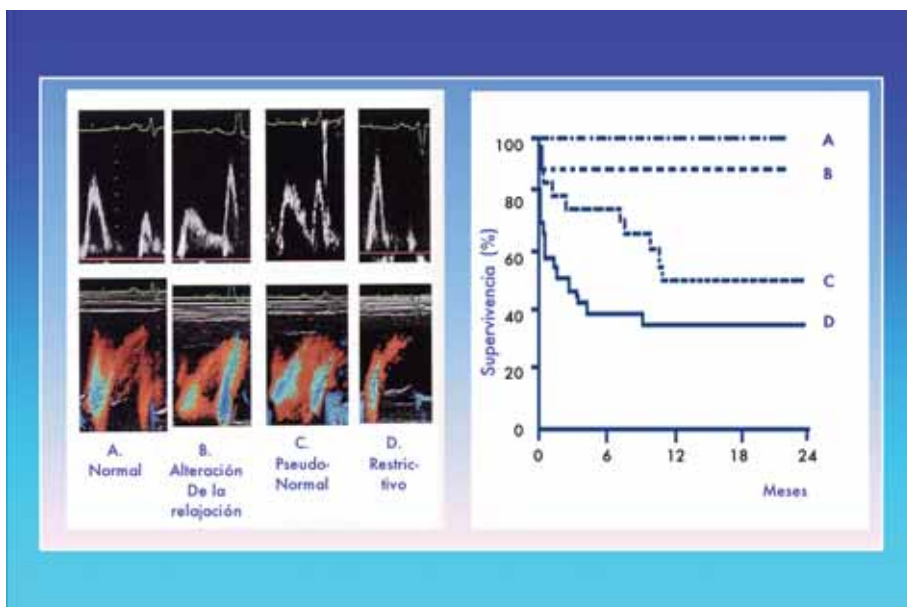 A.
Normal
B.
Alteración
De la
relajación
C.
Pseudo-
Normal
D.
Restric-
tivo
Supervivencia (%)
100
80
60
40
20
0
0 6 12 18 24
Meses
A
B
C
D